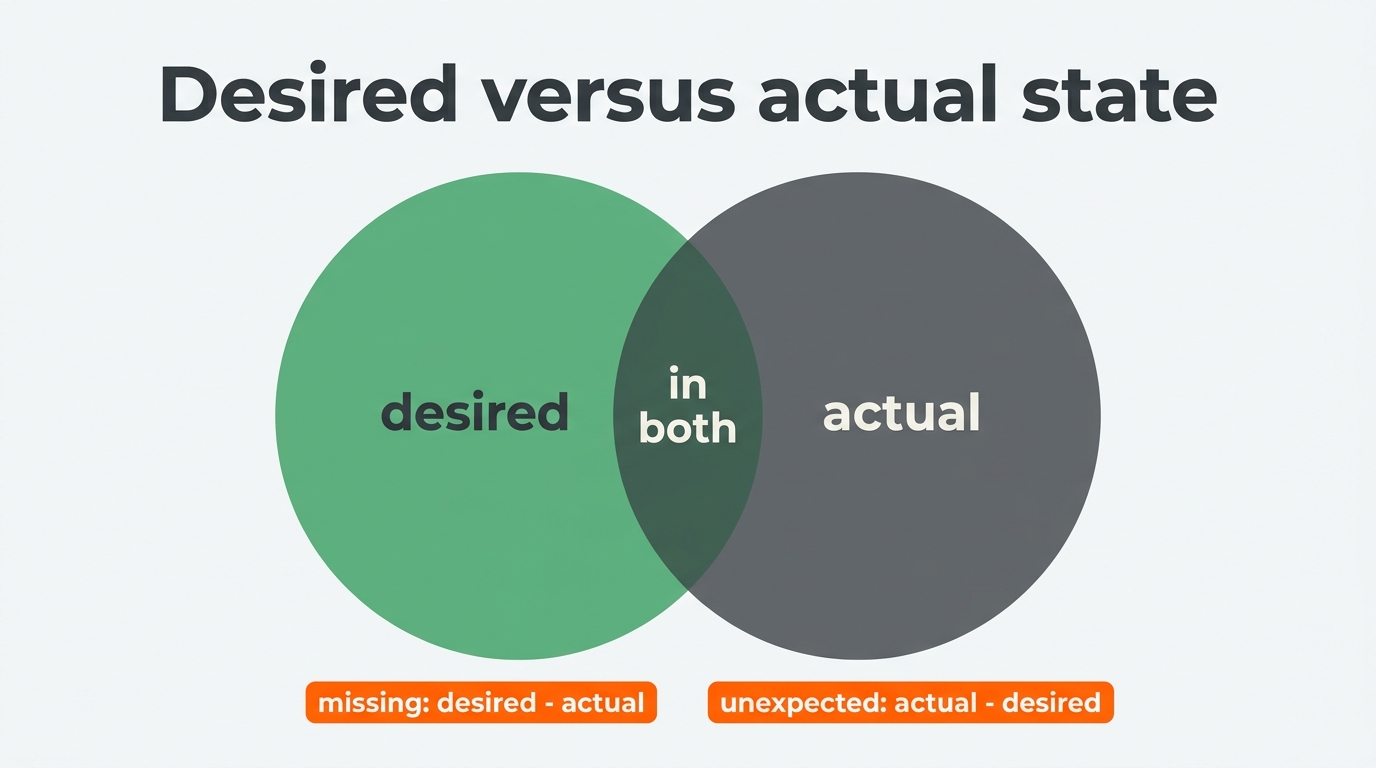 Desired versus actual state
desired
in
both
actual
missing: desired - actual
unexpected: actual - desired